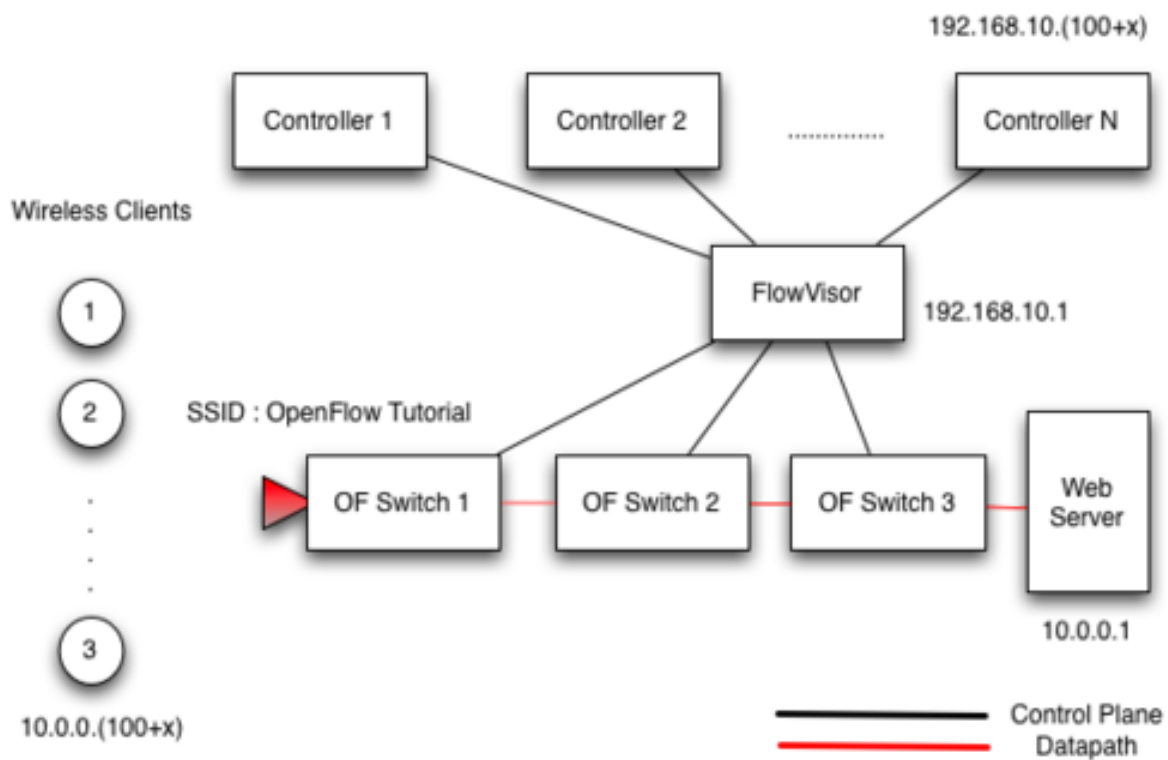 192.168.10.(100+x)
Controller 1
Controller 2
..............
Controller N
Wireless Clients
FlowVisor
192.168.10.1
1
2
SSID : OpenFlow Tutorial
OF Switch 1
OF Switch 2
OF Switch 3
Web
Server
.
.
.
.
3
10.0.0.1
10.0.0.(100+x)
Control Plane
Datapath